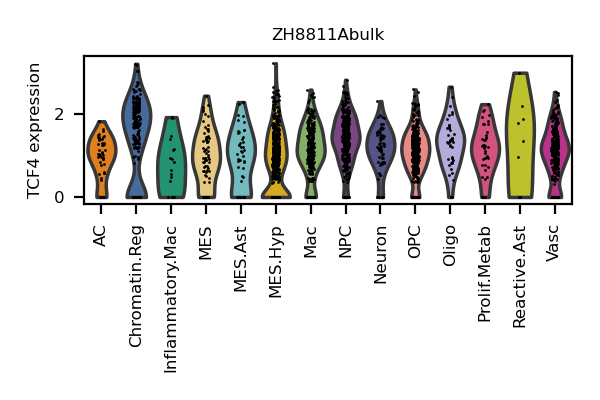 ZH8811Abulk
TCF4 expression
2
0
AC
Chromatin.Reg
Inflammatory.Mac
MES
MES.Ast
MES.Hyp
Mac
NPC
Neuron
OPC
Oligo
Prolif.Metab
Reactive.Ast
Vasc